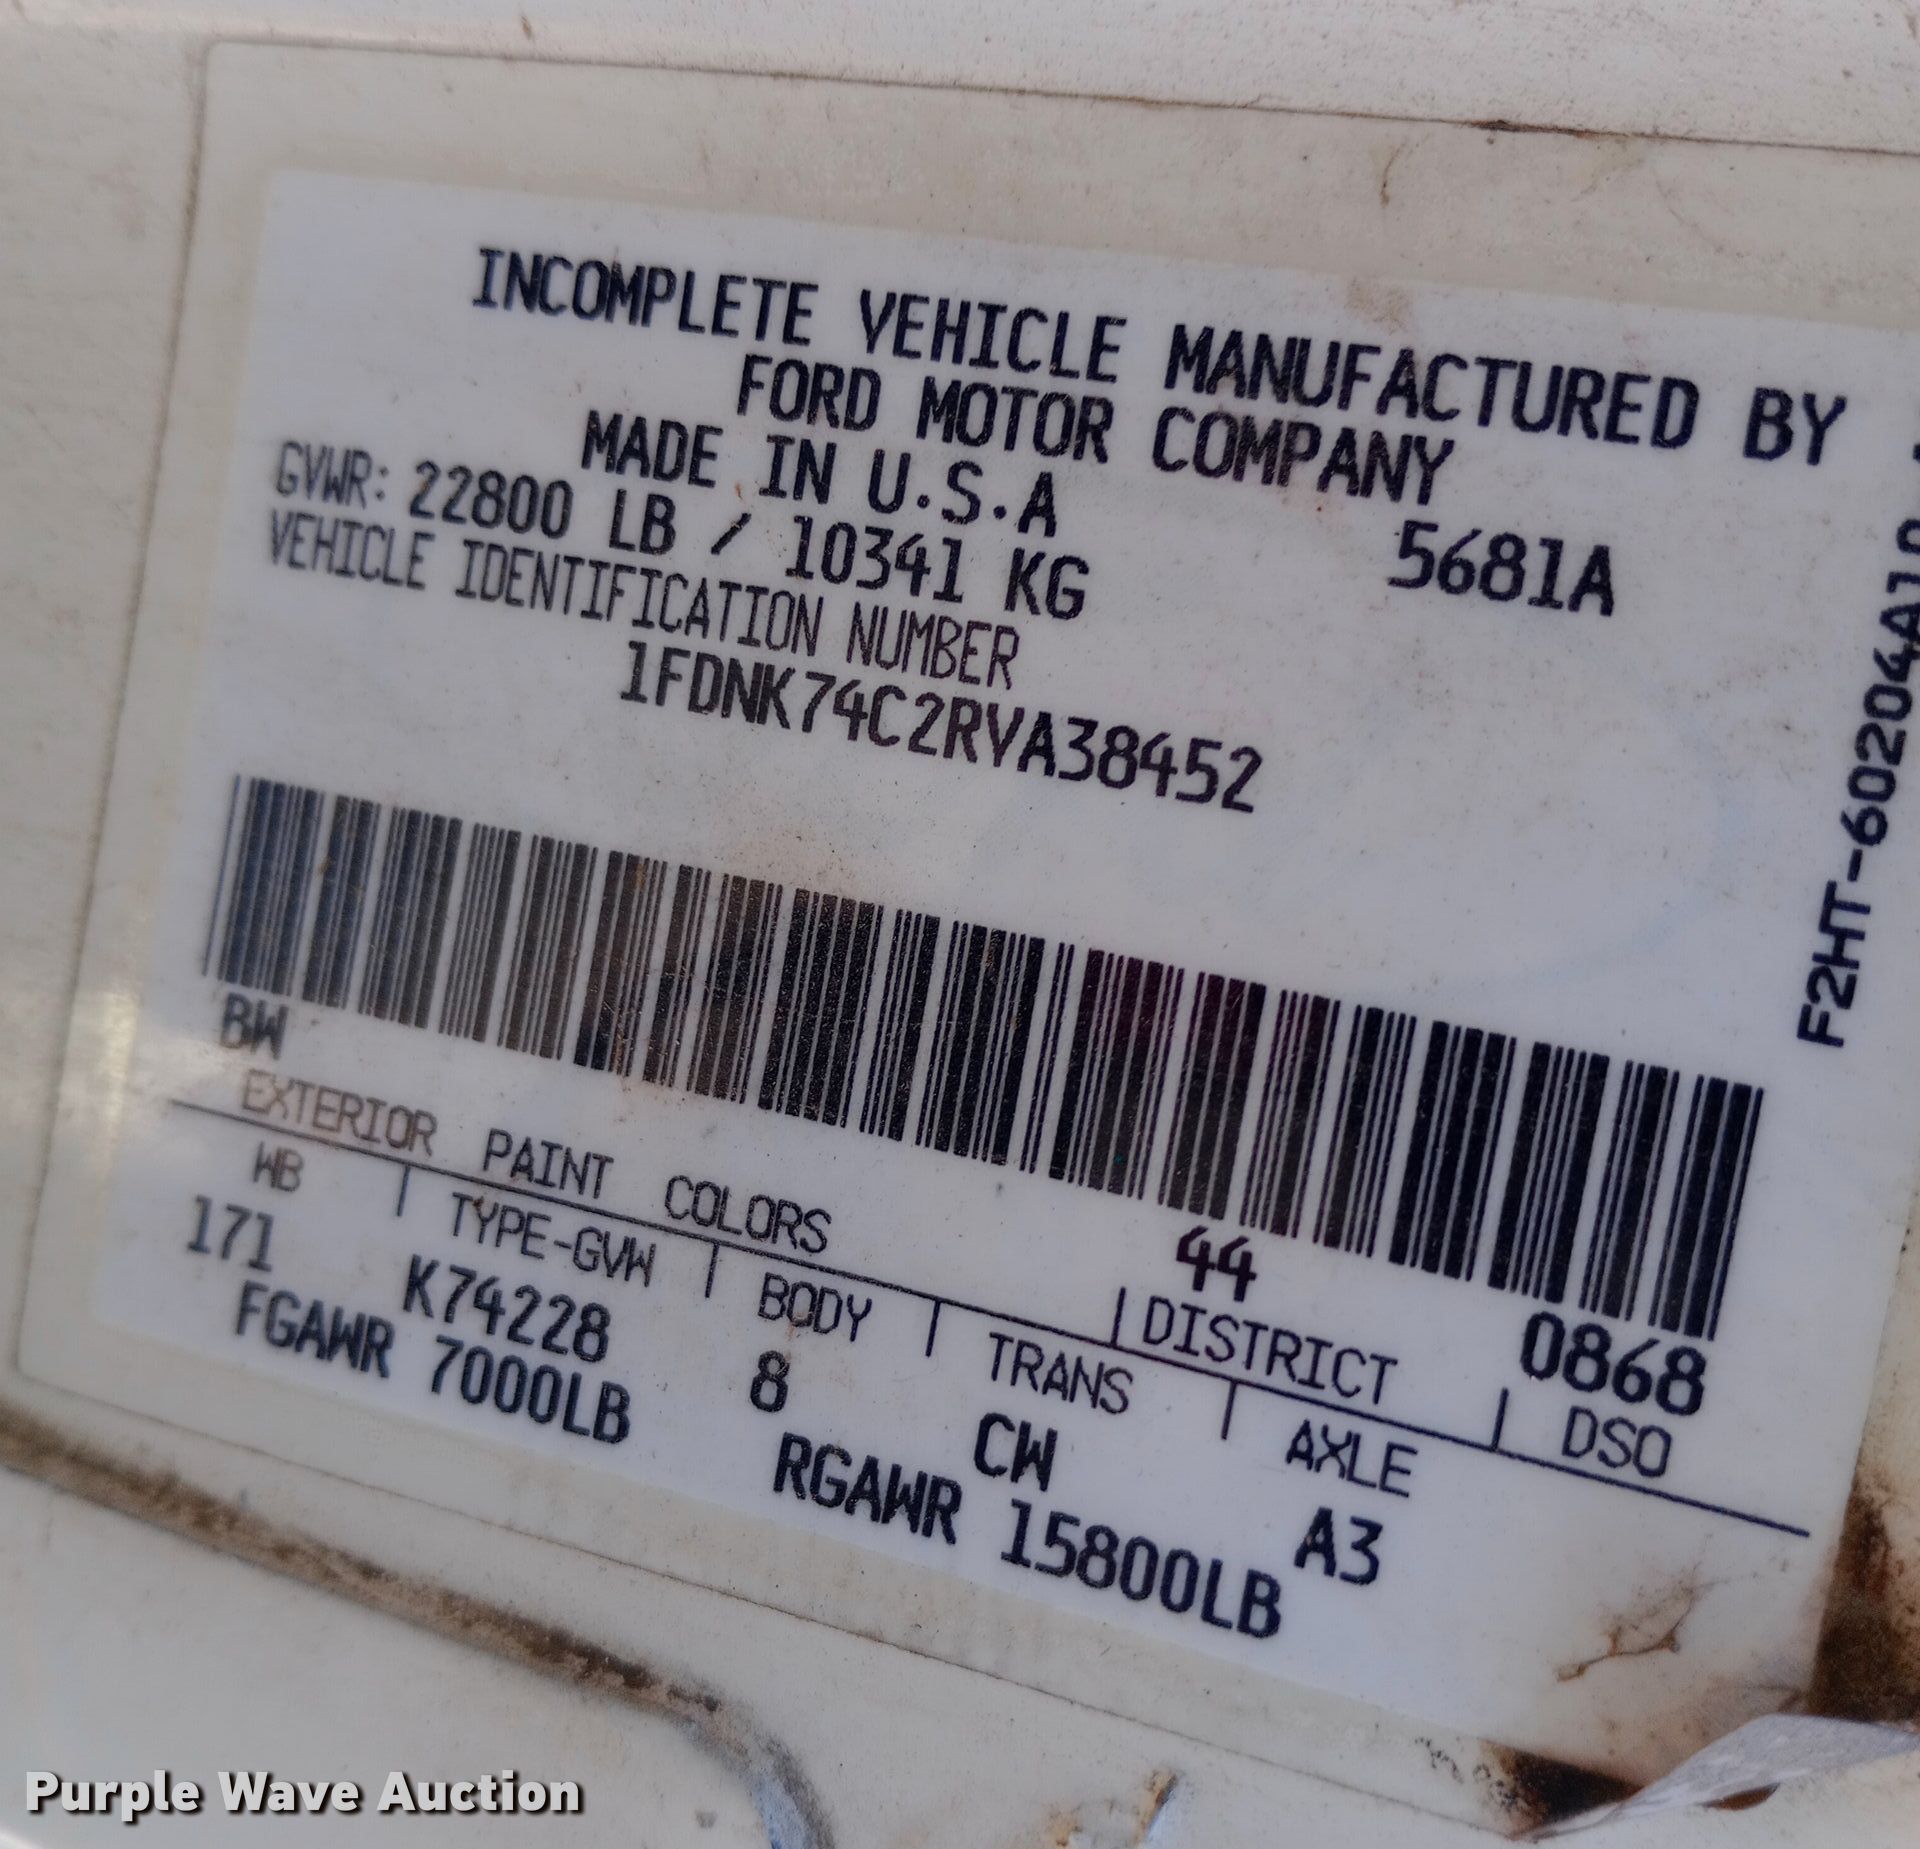 INCOMPLETE VEHICLE MANUFACTURED BY
FORD MOTOR COMPANY
MADE IN U.S.A
GVWR: 22800 LB / 10341 KG 5681A
VEHICLE IDENTIFICATION NUMBER
1FDNK74C2RVA38452
F2HT-60204A10
BW 44 0868
EXTERIOR PAINT COLORS DISTRICT DSO
WB TYPE-GVW BODY TRANS AXLE
171 K74228 8 CW A3
FGAWR 7000LB RGAWR 15800LB
Purple Wave Auction